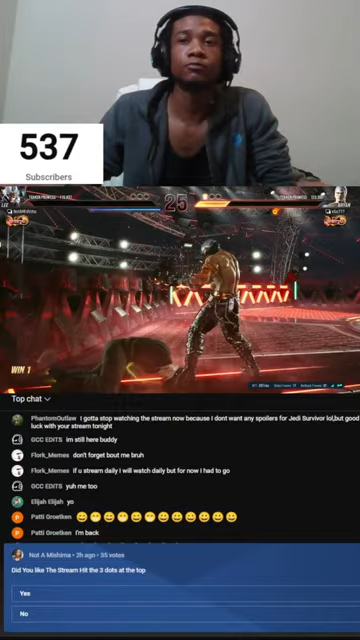 537
Subscribers
LEE
25
BRYAN
WIN 1
Top chat
PhantomOutlaw I gotta stop watching the stream now because I dont want any spoilers for Jedi Survivor lol,but good
luck with your stream tonight
GCC EDITS im still here buddy
Flork_Memes don't forget bout me bruh
Flork_Memes if u stream daily I will watch daily but for now I had to go
GCC EDITS yuh me too
Elijah Elijah yo
P Patti Groetken 😀😁😀😁😀😁😀😀😀😀😀😀
P Patti Groetken I'm back
Not A Mishima • 2h ago • 35 votes
Did You like The Stream Hit the 3 dots at the top
Yes
No